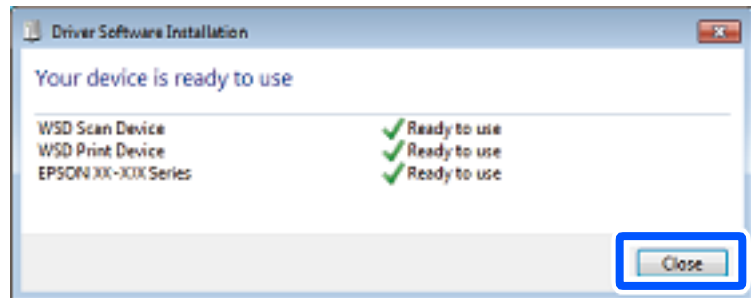 Driver Software Installation
Your device is ready to use
WSD Scan Device Ready to use
WSD Print Device Ready to use
EPSON XX-XXX Series Ready to use
Close